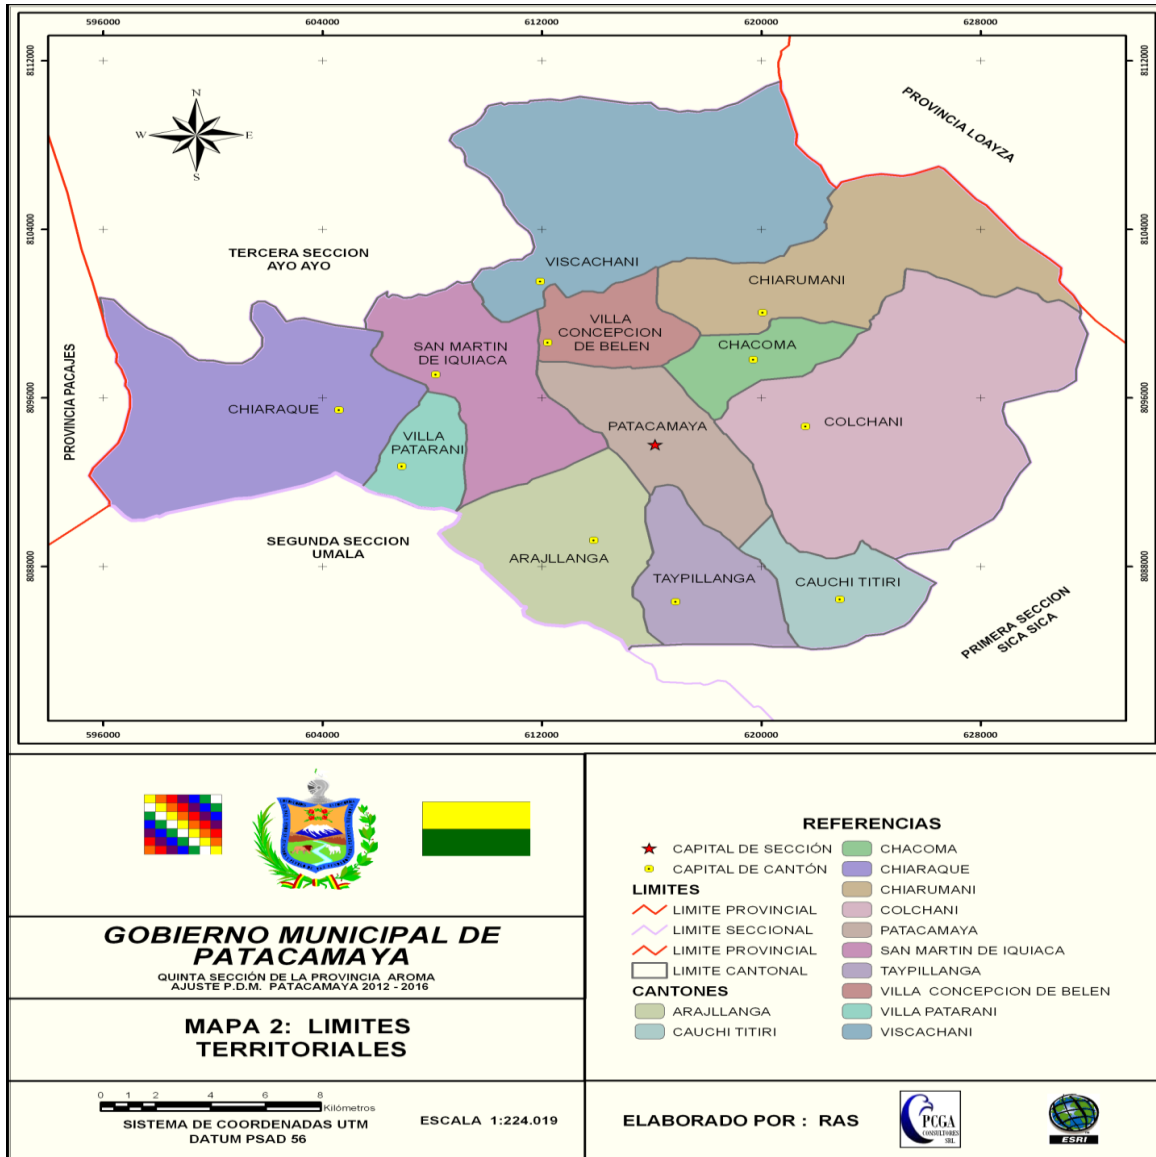 596000
604000
612000
620000
628000
8112000
8112000
PROVINCIA LOAYZA
N
W
E
S
8104000
8104000
TERCERA SECCION
AYO AYO
VISCACHANI
CHIARUMANI
VILLA
CONCEPCION
DE BELEN
SAN MARTIN
DE IQUIACA
CHACOMA
PROVINCIA PACAJES
8096000
8096000
CHIARAQUE
COLCHANI
PATACAMAYA
VILLA
PATARANI
SEGUNDA SECCION
UMALA
ARAJLLANGA
8088000
8088000
TAYPILLANGA
CAUCHI TITIRI
PRIMERA SECCION
SICA SICA
596000
604000
612000
620000
628000
GOBIERNO MUNICIPAL DE
PATACAMAYA
QUINTA SECCIÓN DE LA PROVINCIA AROMA
AJUSTE P.D.M. PATACAMAYA 2012 - 2016
MAPA 2: LIMITES
TERRITORIALES
0 1 2 4 6 8
Kilómetros
SISTEMA DE COORDENADAS UTM
DATUM PSAD 56
ESCALA 1:224.019
REFERENCIAS
CAPITAL DE SECCIÓN
CAPITAL DE CANTÓN
LIMITES
LIMITE PROVINCIAL
LIMITE SECCIONAL
LIMITE PROVINCIAL
LIMITE CANTONAL
CANTONES
ARAJLLANGA
CAUCHI TITIRI
CHACOMA
CHIARAQUE
CHIARUMANI
COLCHANI
PATACAMAYA
SAN MARTIN DE IQUIACA
TAYPILLANGA
VILLA CONCEPCION DE BELEN
VILLA PATARANI
VISCACHANI
ELABORADO POR : RAS
PCGA
CONSULTORES
SRL
ESRI